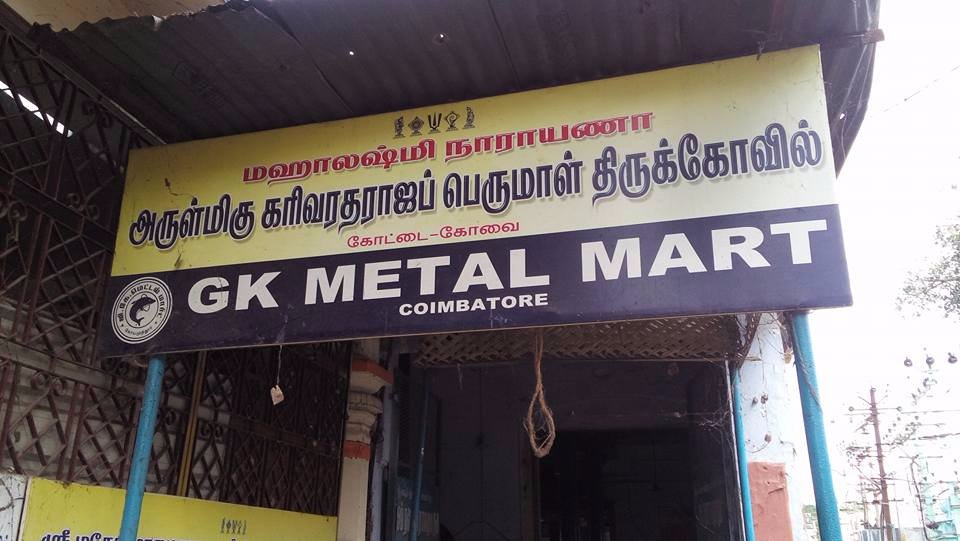 மஹாலஷ்மி நாராயணா
அருள்மிகு கரிவரதராஜப் பெருமாள் திருக்கோவில்
கோட்டை-கோவை
GK METAL MART
COIMBATORE
ஸ்ரீ